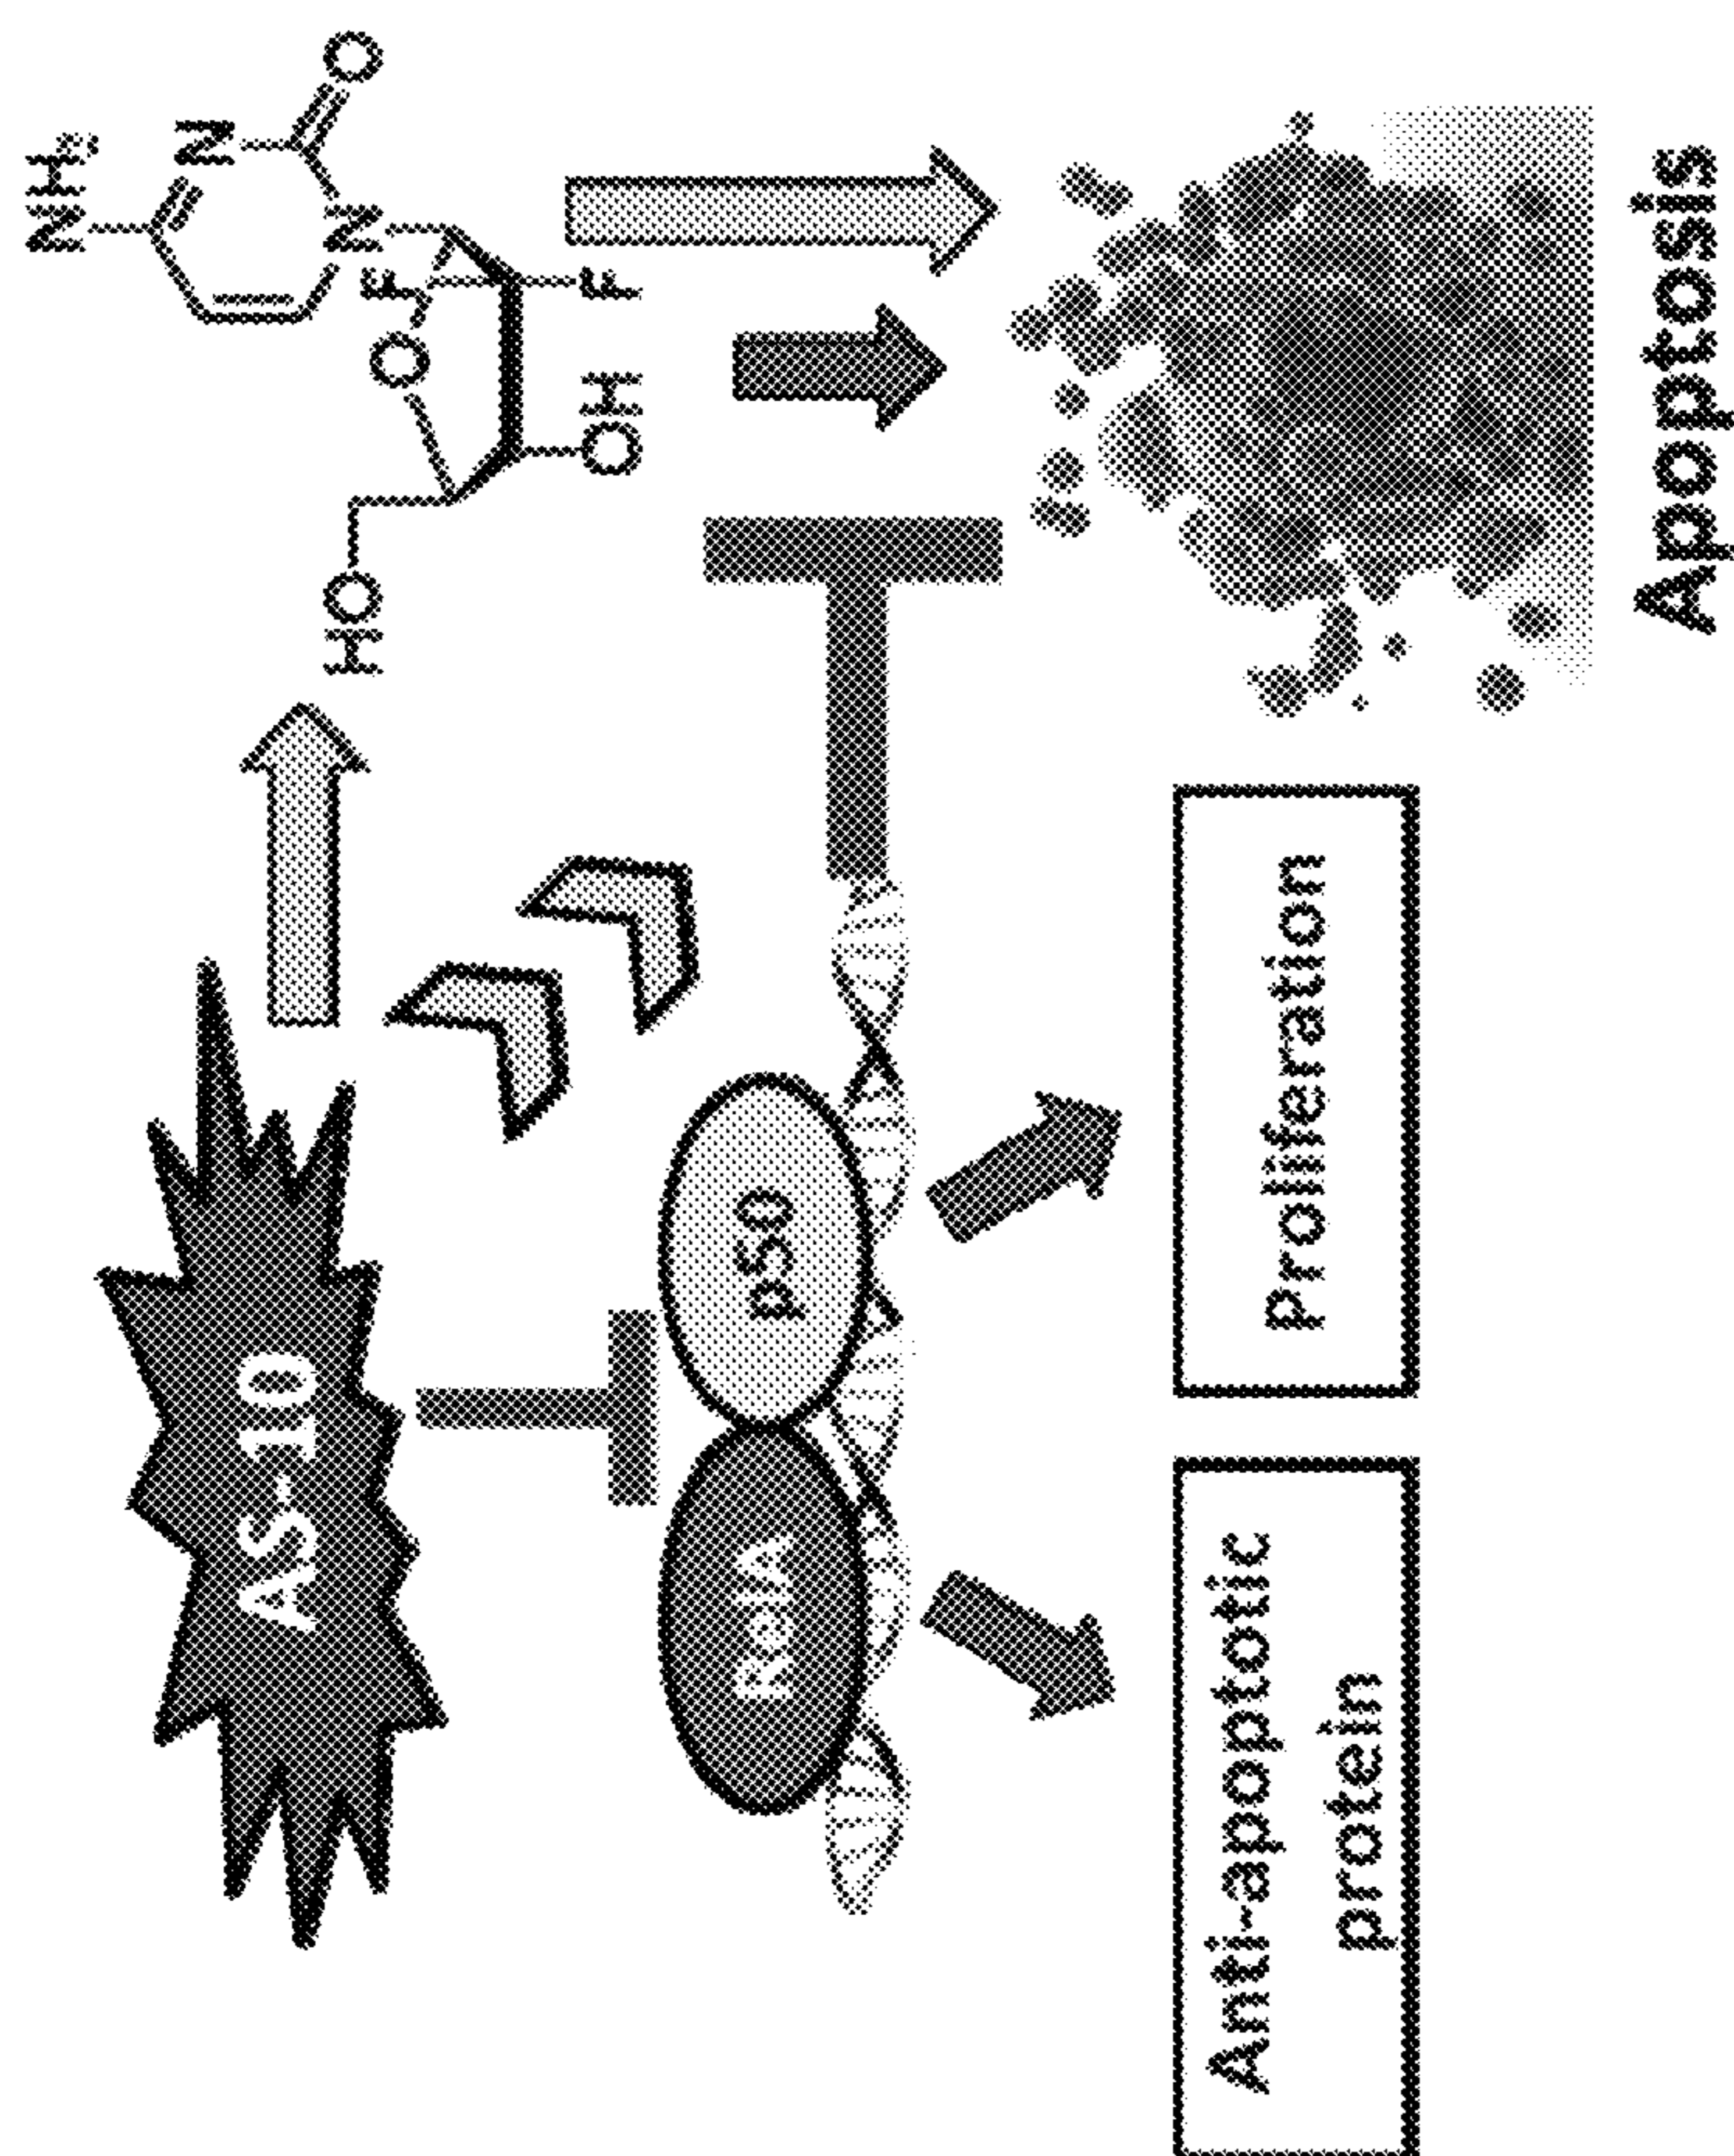 AS-10
NH₂
N
O
N
F
O
F
OH
HO
RelA
p50
Anti-apoptotic
protein
Proliferation
Apoptosis